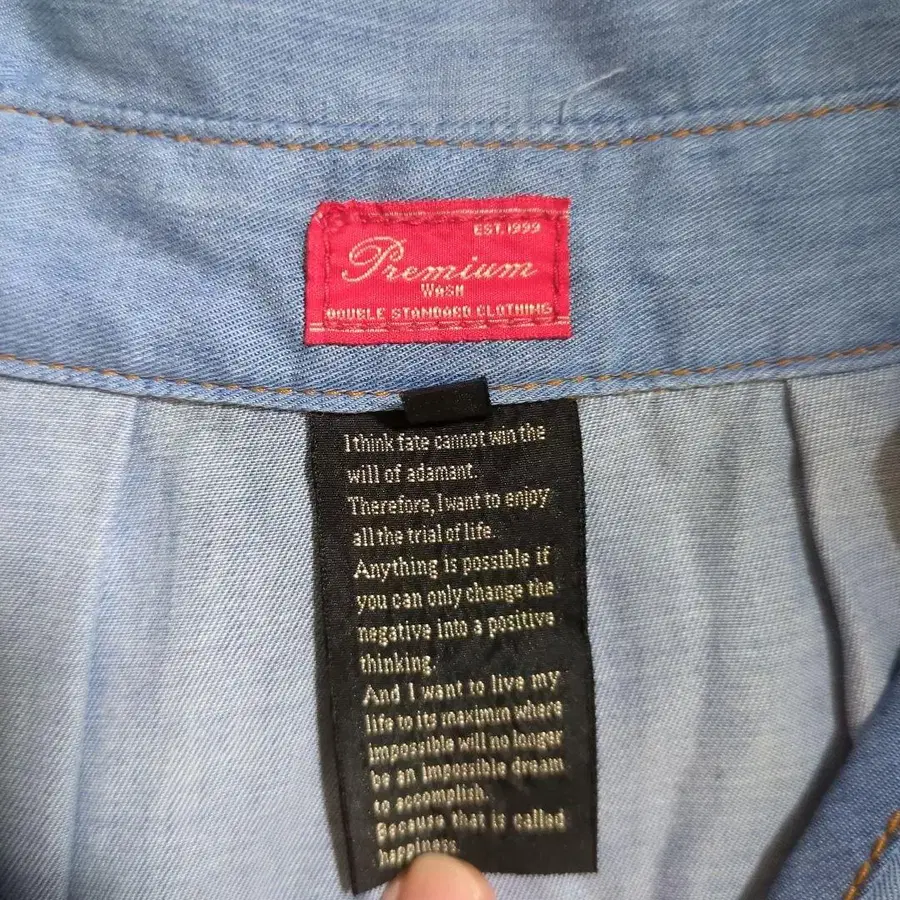 EST. 1999
Premium
WASH
DOUBLE STANDARD CLOTHING
I think fate cannot win the
will of adamant.
Therefore, I want to enjoy
all the trial of life.
Anything is possible if
you can only change the
negative into a positive
thinking.
And I want to live my
life to its maximm where
impossible will no longer
be an impossible dream
to accomplish.
Because that is called
happiness.